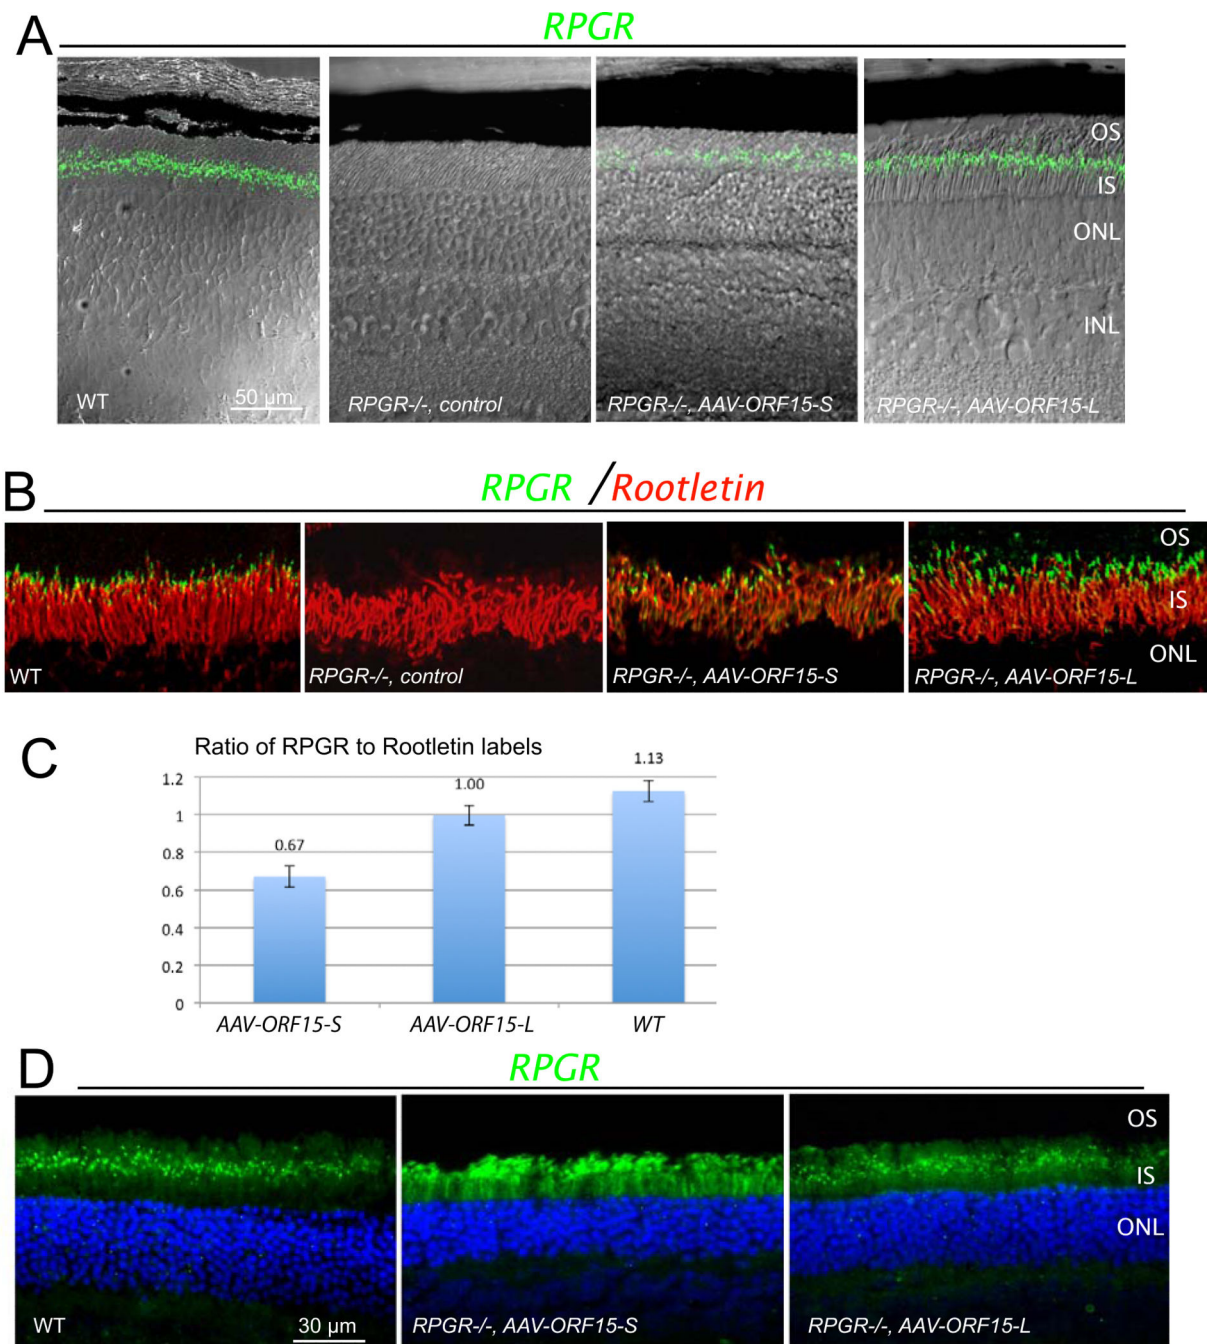 A
RPGR
OS
IS
ONL
INL
WT
50 µm
RPGR-/-, control
RPGR-/-, AAV-ORF15-S
RPGR-/-, AAV-ORF15-L
B
RPGR /Rootletin
OS
IS
ONL
WT
RPGR-/-, control
RPGR-/-, AAV-ORF15-S
RPGR-/-, AAV-ORF15-L
C
Ratio of RPGR to Rootletin labels
1.2
1
0.8
0.6
0.4
0.2
0
0.67
1.00
1.13
AAV-ORF15-S
AAV-ORF15-L
WT
D
RPGR
OS
IS
ONL
WT
30 µm
RPGR-/-, AAV-ORF15-S
RPGR-/-, AAV-ORF15-L